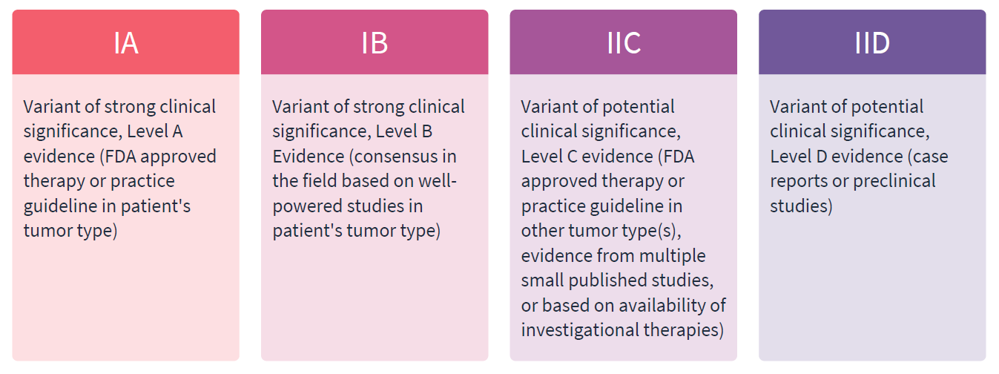 IA
Variant of strong clinical
significance, Level A
evidence (FDA approved
therapy or practice
guideline in patient's
tumor type)
IB
Variant of strong clinical
significance, Level B
Evidence (consensus in
the field based on well-
powered studies in
patient's tumor type)
IIC
Variant of potential
clinical significance,
Level C evidence (FDA
approved therapy or
practice guideline in
other tumor type(s),
evidence from multiple
small published studies,
or based on availability of
investigational therapies)
IID
Variant of potential
clinical significance,
Level D evidence (case
reports or preclinical
studies)